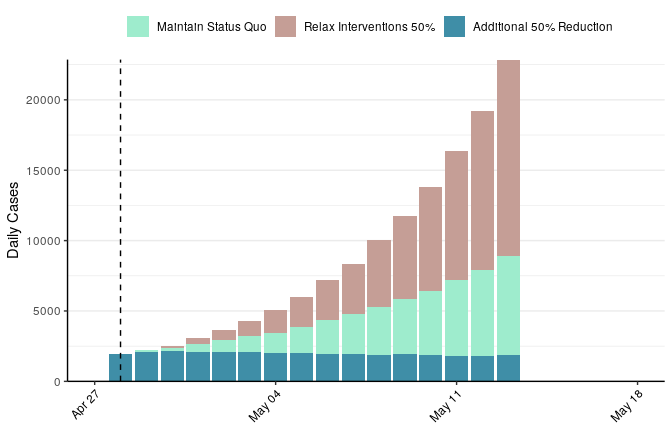 Maintain Status Quo Relax Interventions 50% Additional 50% Reduction
Daily Cases
20000
15000
10000
5000
0
Apr 27 May 04 May 11 May 18